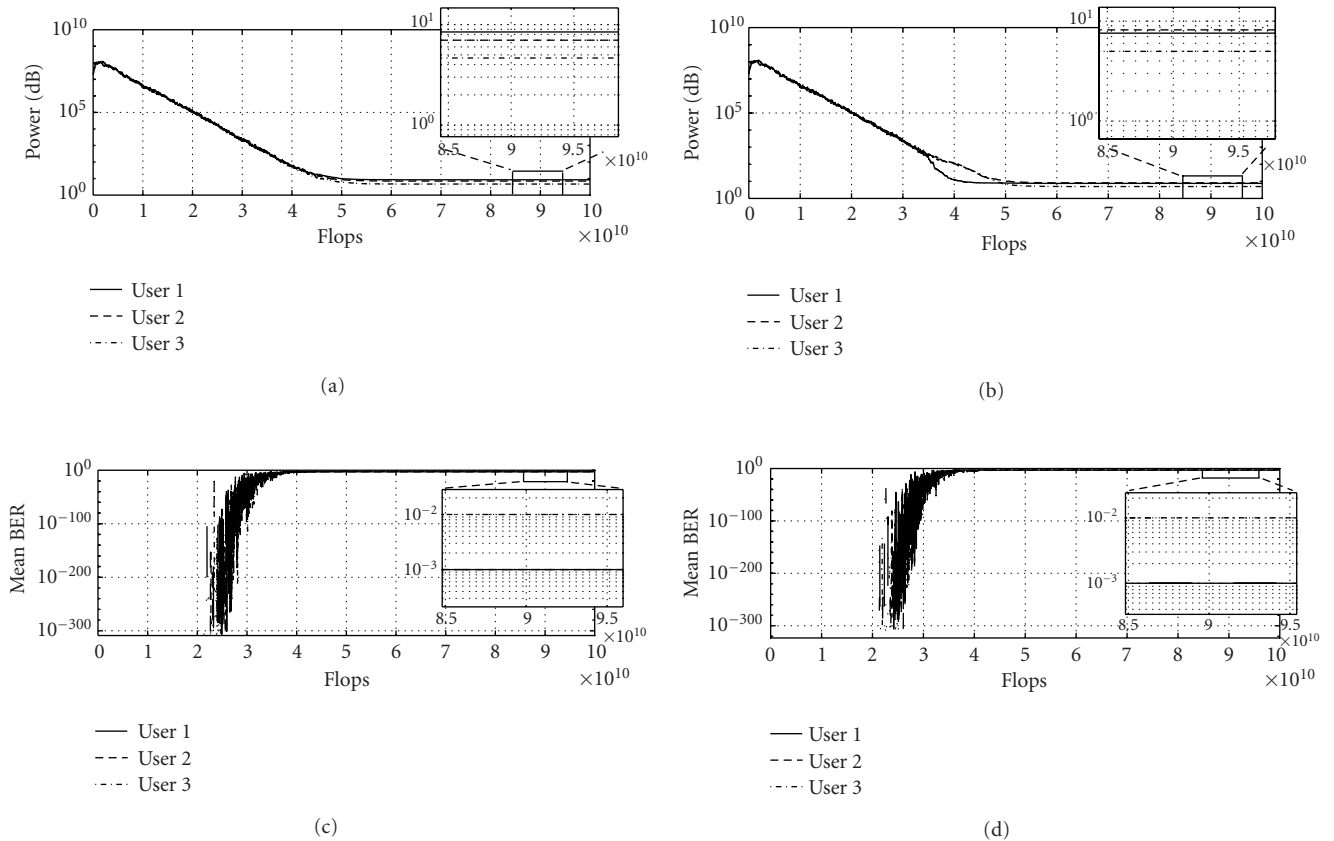 10^10
10^5
10^0
Power (dB)
0 1 2 3 4 5 6 7 8 9 10
×10^10
Flops
10^1
10^0
8.5 9 9.5
×10^10
User 1
User 2
User 3
(a)
10^10
10^5
10^0
Power (dB)
0 1 2 3 4 5 6 7 8 9 10
×10^10
Flops
10^1
10^0
8.5 9 9.5
×10^10
User 1
User 2
User 3
(b)
10^0
10^−100
10^−200
10^−300
Mean BER
0 1 2 3 4 5 6 7 8 9 10
×10^10
Flops
10^−2
10^−3
8.5 9 9.5
×10^10
User 1
User 2
User 3
(c)
10^0
10^−100
10^−200
10^−300
Mean BER
0 1 2 3 4 5 6 7 8 9 10
×10^10
Flops
10^−2
10^−3
8.5 9 9.5
×10^10
User 1
User 2
User 3
(d)